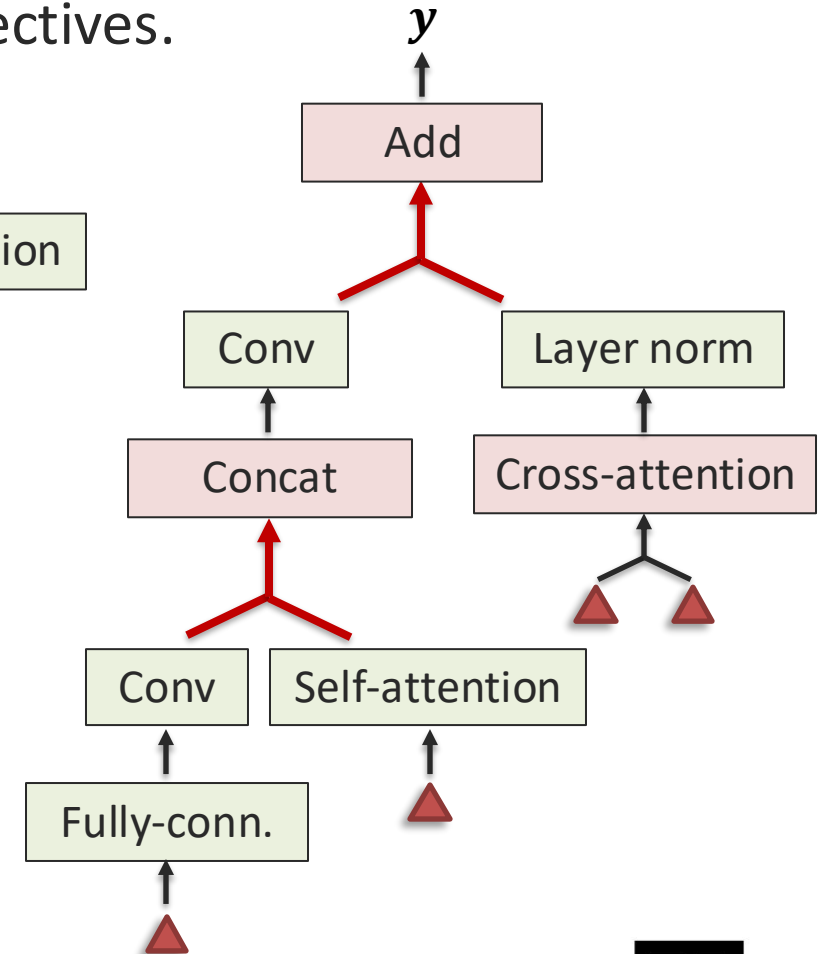 ectives.
y
Add
ion
Conv
Layer norm
Concat
Cross-attention
Conv
Self-attention
Fully-conn.